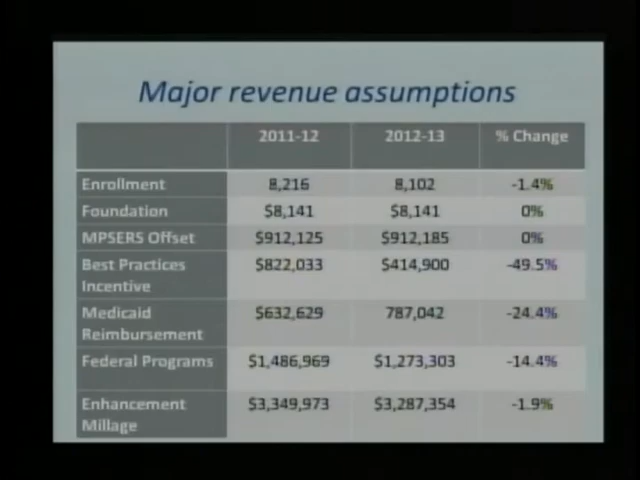 Major revenue assumptions
2011-12 2012-13 % Change
Enrollment 8,216 8,102 -1.4%
Foundation $8,141 $8,141 0%
MPSERS Offset $912,125 $912,185 0%
Best Practices $822,033 $414,900 -49.5%
Incentive
Medicaid $632,629 787,042 -24.4%
Reimbursement
Federal Programs $1,486,969 $1,273,303 -14.4%
Enhancement $3,349,973 $3,287,354 -1.9%
Millage